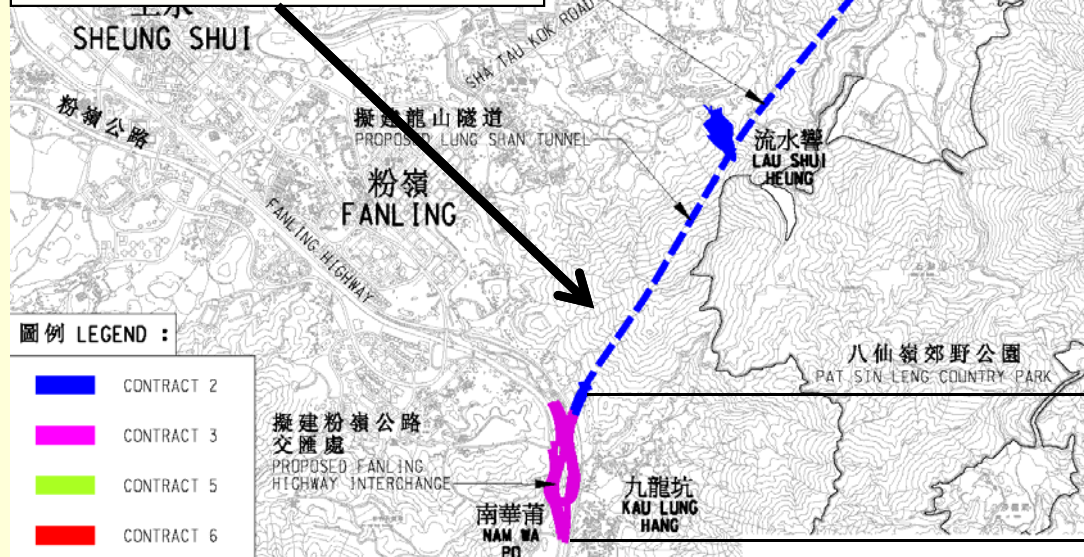 SHEUNG SHUI
SHA TAU KOK ROAD
粉嶺公路
擬建龍山隧道
PROPOSED LUNG SHAN TUNNEL
流水響
LAU SHUI
HEUNG
粉嶺
FANLING
FANLING HIGHWAY
圖例 LEGEND :
CONTRACT 2
CONTRACT 3
CONTRACT 5
CONTRACT 6
八仙嶺郊野公園
PAT SIN LENG COUNTRY PARK
擬建粉嶺公路
交匯處
PROPOSED FANLING
HIGHWAY INTERCHANGE
九龍坑
KAU LUNG
HANG
南華莆
NAM WA
PO